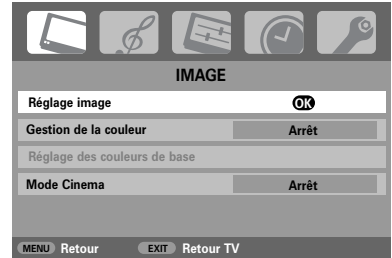 IMAGE
Réglage image OK
Gestion de la couleur Arrêt
Réglage des couleurs de base
Mode Cinema Arrêt
MENU Retour EXIT Retour TV